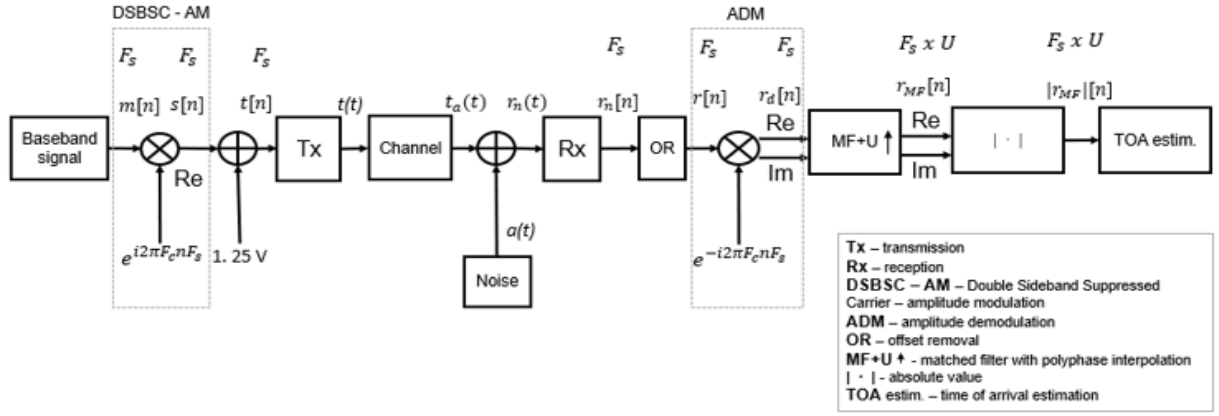 DSBSC - AM
ADM
F_s F_s F_s F_s F_s F_s F_s x U F_s x U
m[n] s[n] t[n] t(t) t_a(t) r_n(t) r_n[n] r[n] r_d[n] r_MF[n] |r_MF|[n]
Baseband
signal
Re
Tx
Channel
Rx
OR
Re
Im
MF+U ↑
Re
Im
| · |
TOA estim.
e^{i2πF_c nF_s}
1. 25 V
a(t)
Noise
e^{-i2πF_c nF_s}
Tx – transmission
Rx – reception
DSBSC – AM – Double Sideband Suppressed
Carrier – amplitude modulation
ADM – amplitude demodulation
OR – offset removal
MF+U ↑ - matched filter with polyphase interpolation
| · | - absolute value
TOA estim. – time of arrival estimation